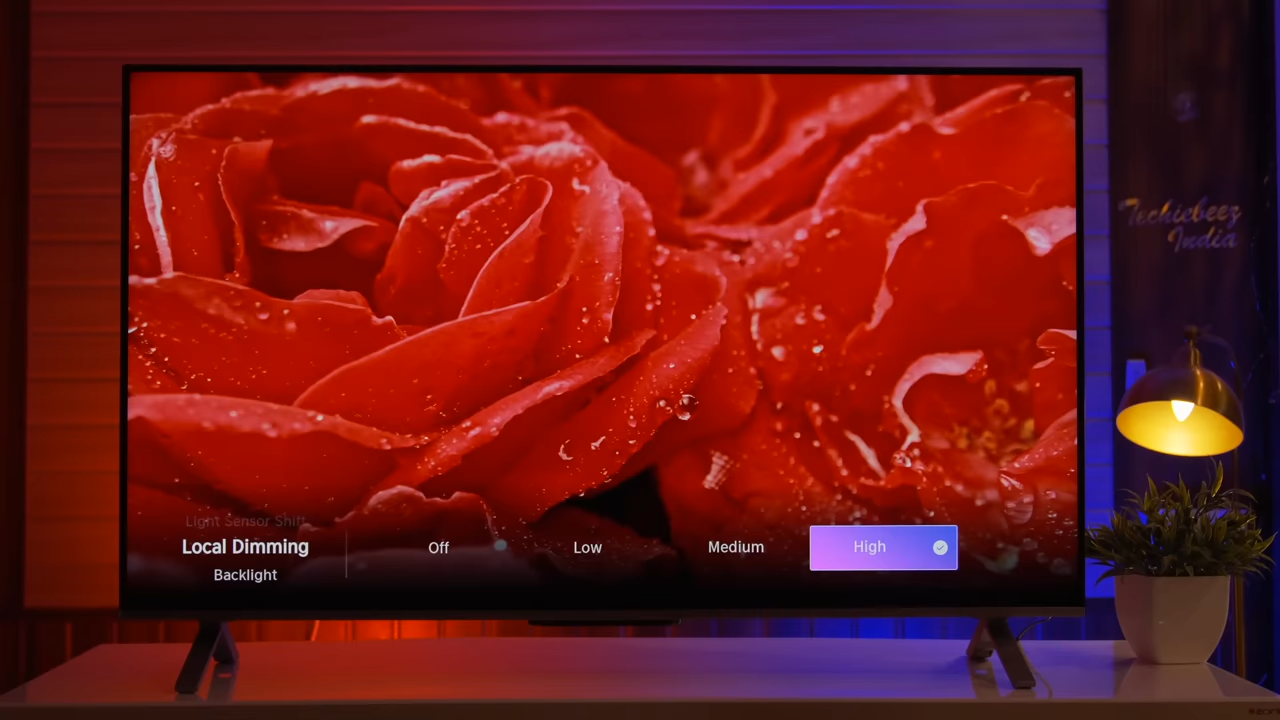 Techiebeez
India
Light Sensor Shift
Local Dimming
Backlight
Off
Low
Medium
High